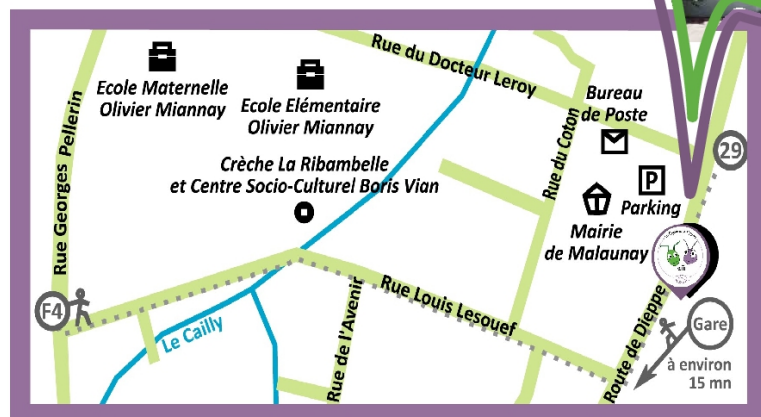 Rue du Docteur Leroy
Ecole Maternelle
Olivier Miannay
Ecole Elémentaire
Olivier Miannay
Bureau
de Poste
29
Rue Georges Pellerin
Crèche La Ribambelle
et Centre Socio-Culturel Boris Vian
Rue du Coton
P
Parking
Mairie
de Malaunay
F4
Le Cailly
Rue de l'Avenir
Rue Louis Lesouef
Route de Dieppe
Gare
à environ
15 mn